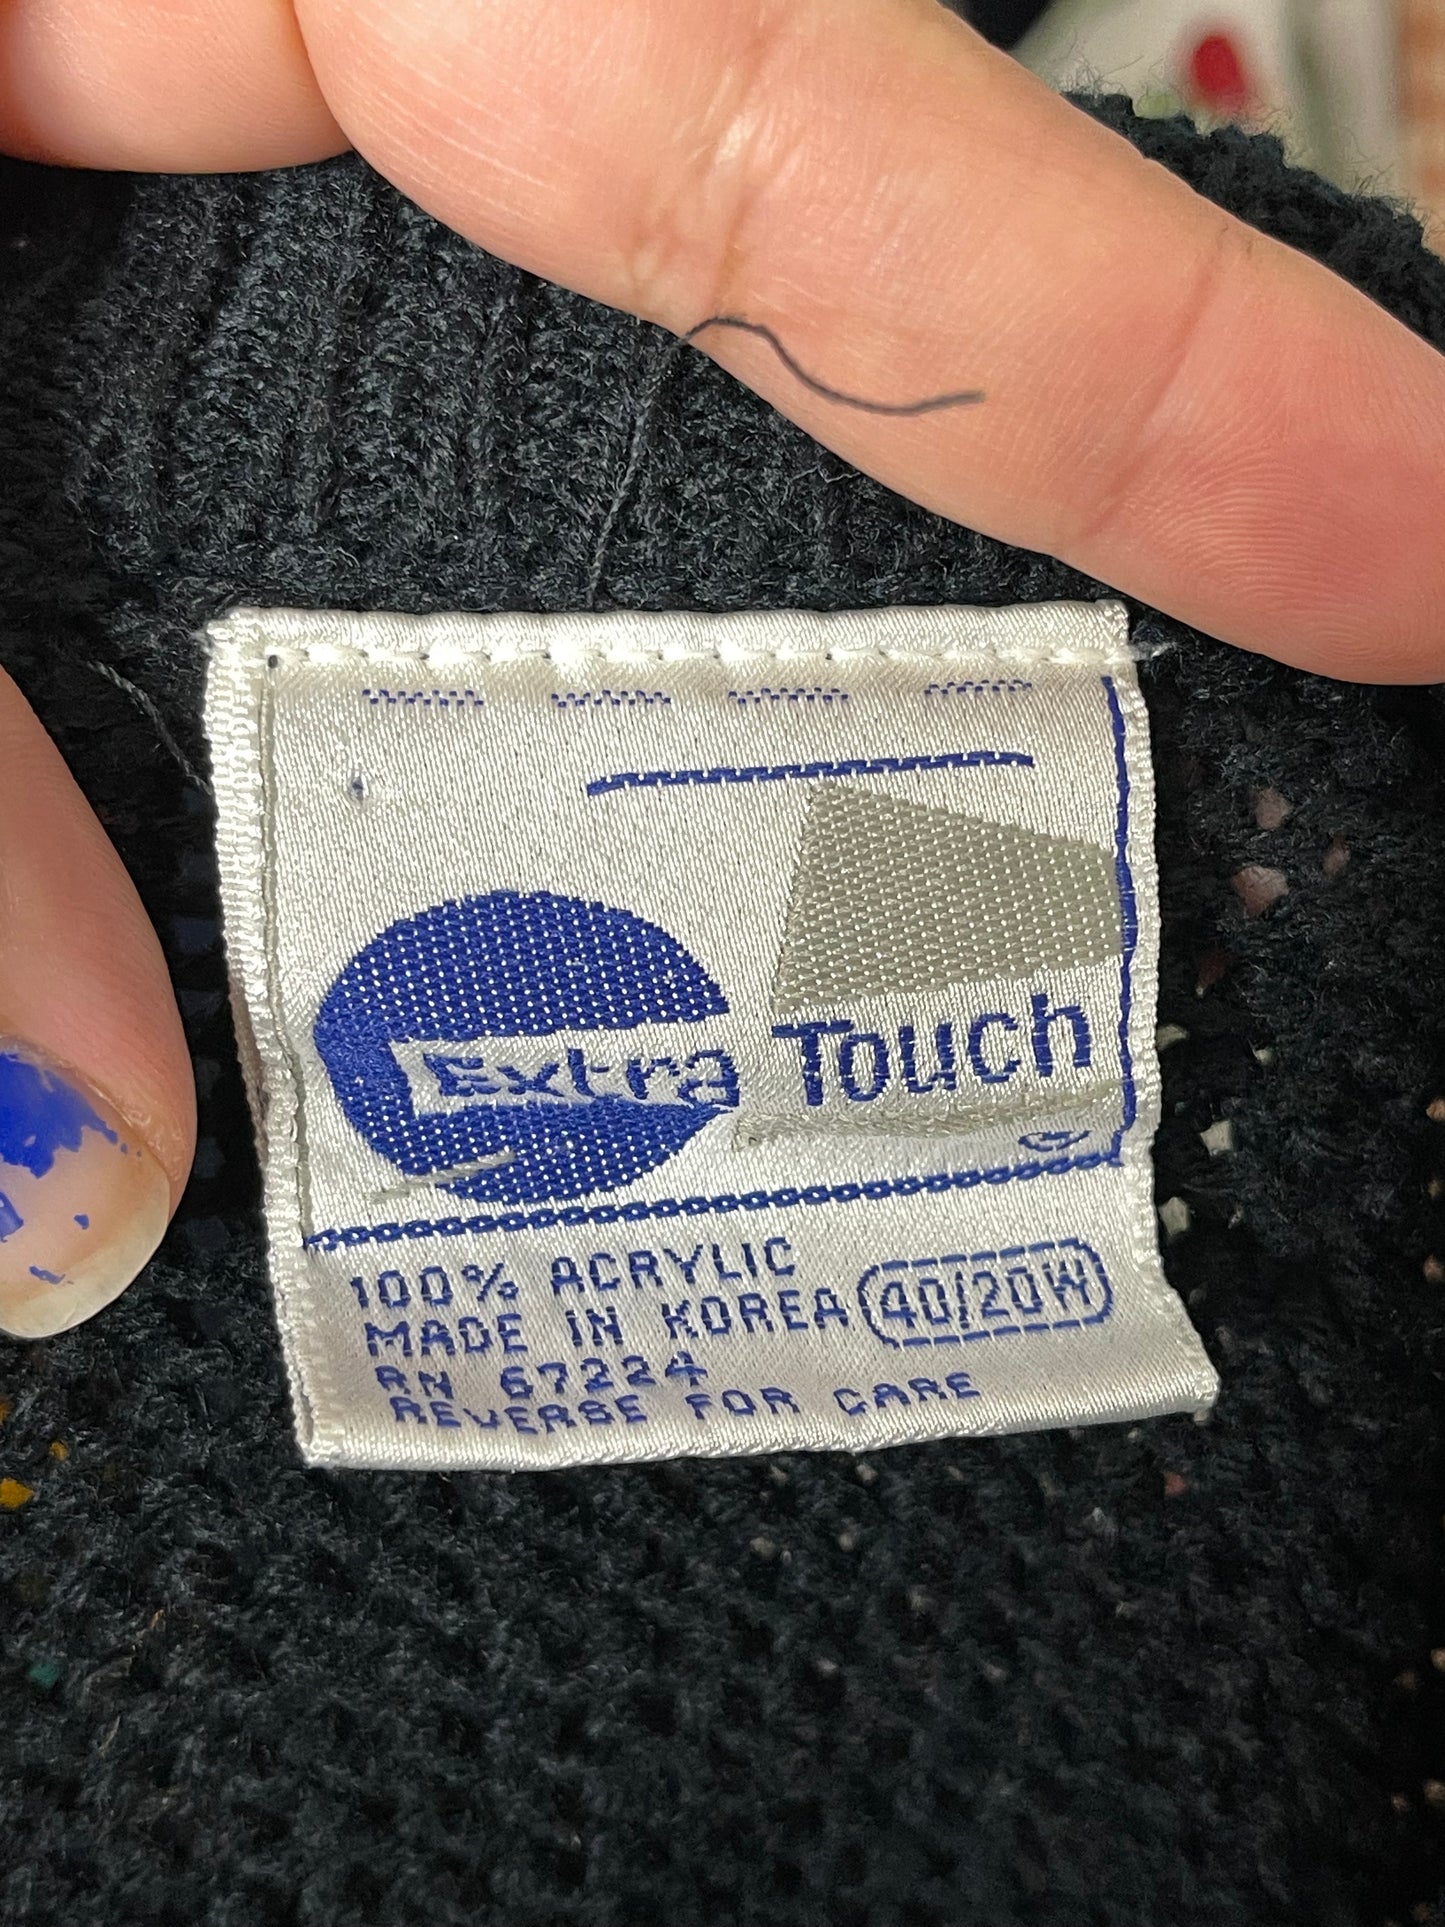 Extra Touch
100% ACRYLIC
MADE IN KOREA 40/20W
RN 67224
REVERSE FOR CARE